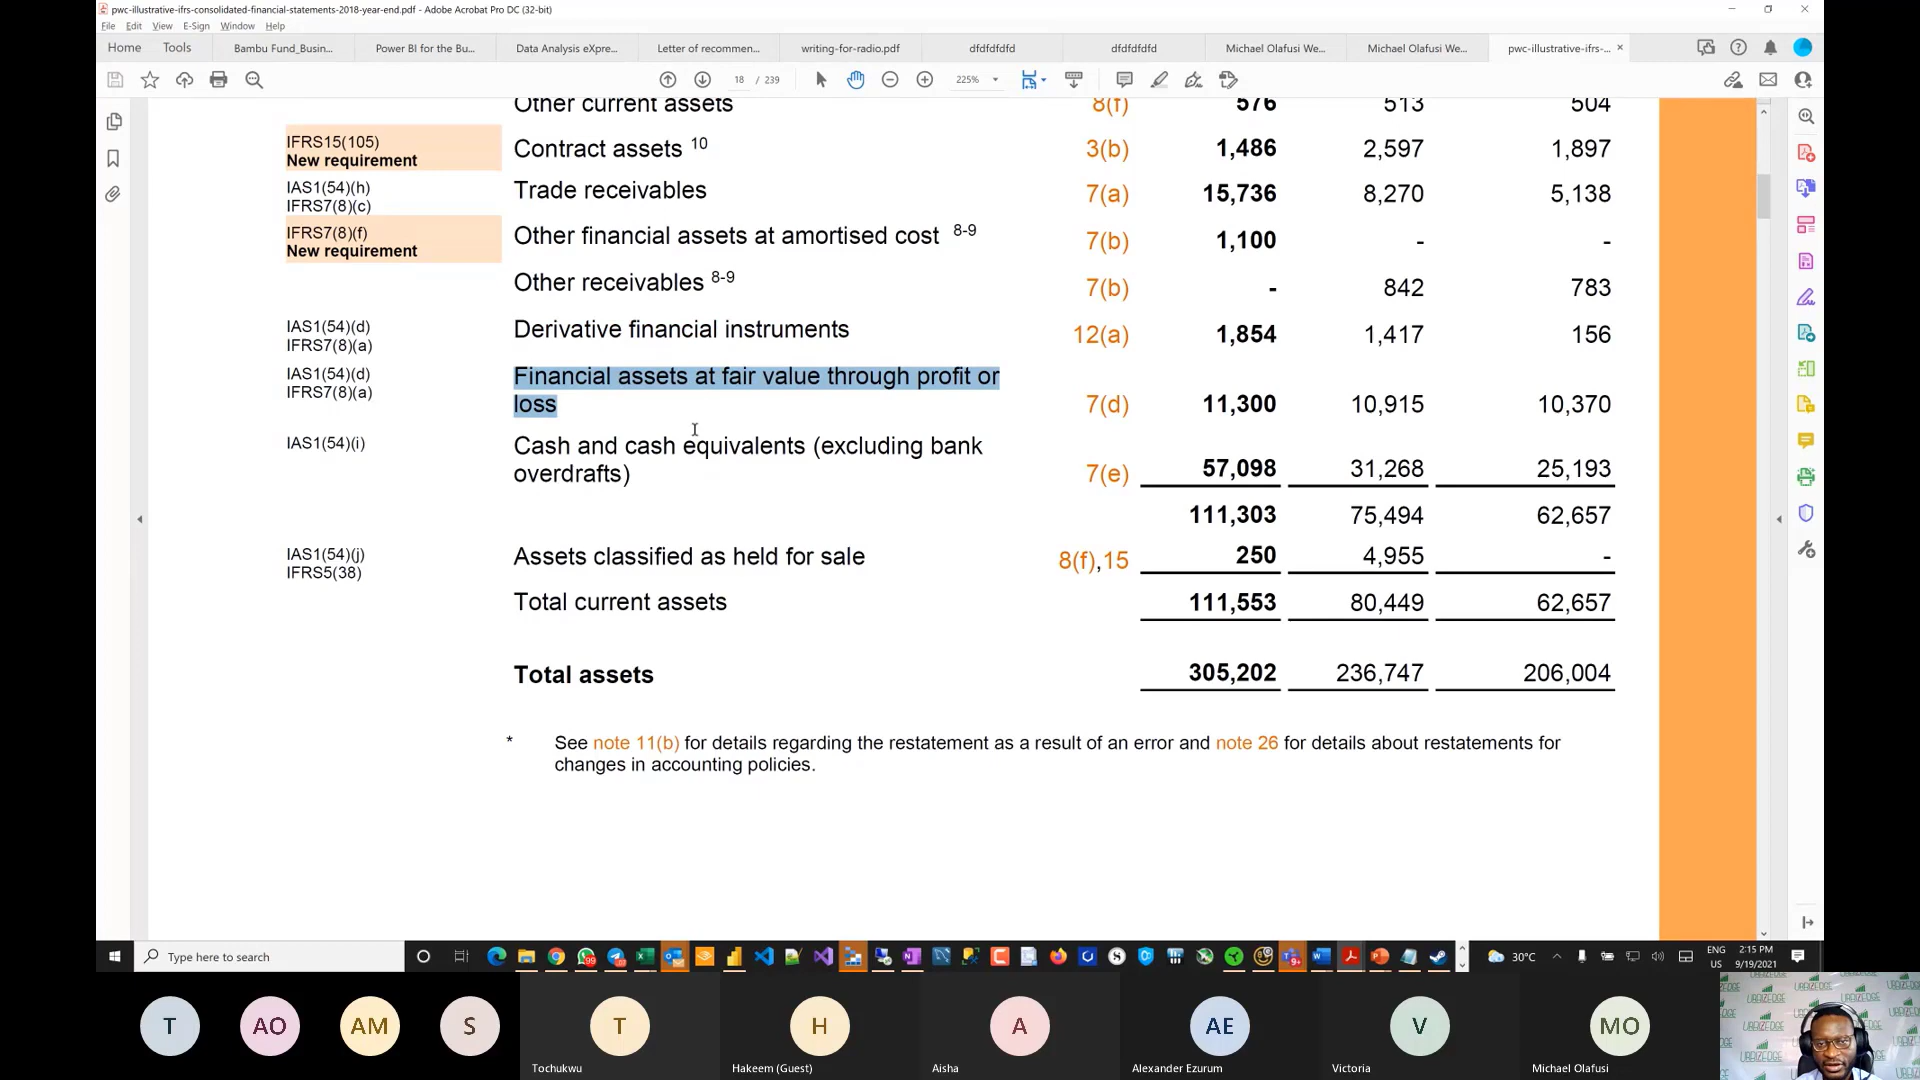 pwc-illustrative-ifrs-consolidated-financial-statements-2018-year-end.pdf - Adobe Acrobat Pro DC (32-bit)
File Edit View E-Sign Window Help
Home Tools Bambu Fund_Busin... Power BI for the Bu... Data Analysis eXpre... Letter of recommen... writing-for-radio.pdf dfdfdfdfd dfdfdfdfd Michael Olafusi We... Michael Olafusi We... pwc-illustrative-ifrs-... ×
18 / 239 225%
Other current assets 8(f) 576 513 504
IFRS15(105)
New requirement
Contract assets 10 3(b) 1,486 2,597 1,897
IAS1(54)(h)
IFRS7(8)(c)
Trade receivables 7(a) 15,736 8,270 5,138
IFRS7(8)(f)
New requirement
Other financial assets at amortised cost 8-9 7(b) 1,100 - -
Other receivables 8-9 7(b) - 842 783
IAS1(54)(d)
IFRS7(8)(a)
Derivative financial instruments 12(a) 1,854 1,417 156
IAS1(54)(d)
IFRS7(8)(a)
Financial assets at fair value through profit or
loss 7(d) 11,300 10,915 10,370
IAS1(54)(i)
Cash and cash equivalents (excluding bank
overdrafts) 7(e) 57,098 31,268 25,193
111,303 75,494 62,657
IAS1(54)(j)
IFRS5(38)
Assets classified as held for sale 8(f),15 250 4,955 -
Total current assets 111,553 80,449 62,657
Total assets 305,202 236,747 206,004
* See note 11(b) for details regarding the restatement as a result of an error and note 26 for details about restatements for
changes in accounting policies.
Type here to search 30°C ENG US 2:15 PM 9/19/2021
T AO AM S T H A AE V MO
Tochukwu Hakeem (Guest) Aisha Alexander Ezurum Victoria Michael Olafusi
URBIZEDGE